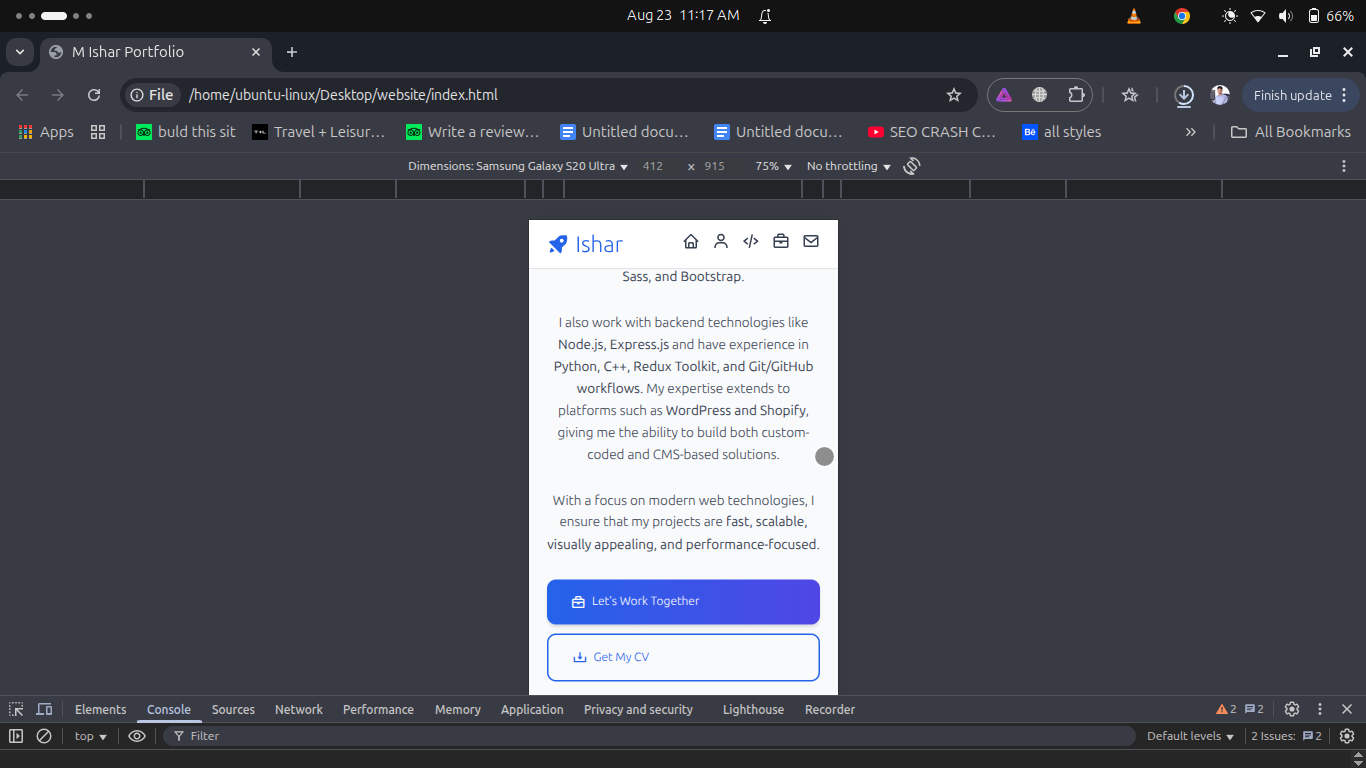 Aug 23 11:17 AM
66%
M Ishar Portfolio
File /home/ubuntu-linux/Desktop/website/index.html
Finish update
Apps
buld this sit
Travel + Leisur...
Write a review...
Untitled docu...
Untitled docu...
SEO CRASH C...
Bē all styles
» All Bookmarks
Dimensions: Samsung Galaxy S20 Ultra 412 x 915 75% No throttling
Ishar
Sass, and Bootstrap.
I also work with backend technologies like
Node.js, Express.js and have experience in
Python, C++, Redux Toolkit, and Git/GitHub
workflows. My expertise extends to
platforms such as WordPress and Shopify,
giving me the ability to build both custom-
coded and CMS-based solutions.
With a focus on modern web technologies, I
ensure that my projects are fast, scalable,
visually appealing, and performance-focused.
Let's Work Together
Get My CV
Elements Console Sources Network Performance Memory Application Privacy and security Lighthouse Recorder 2 2
top Filter Default levels 2 Issues: 2